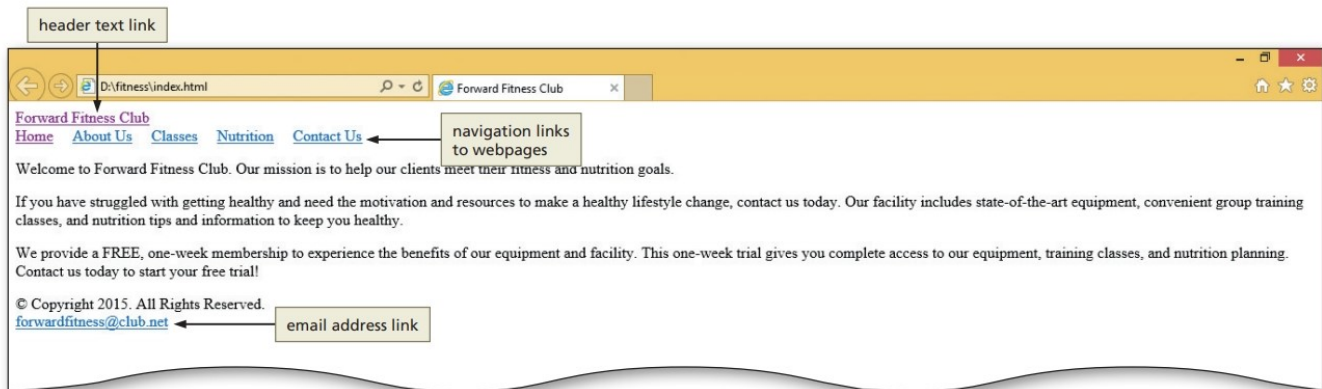 header text link
D:\fitness\index.html
Forward Fitness Club
Forward Fitness Club
Home About Us Classes Nutrition Contact Us
navigation links
to webpages
Welcome to Forward Fitness Club. Our mission is to help our clients meet their fitness and nutrition goals.
If you have struggled with getting healthy and need the motivation and resources to make a healthy lifestyle change, contact us today. Our facility includes state-of-the-art equipment, convenient group training
classes, and nutrition tips and information to keep you healthy.
We provide a FREE, one-week membership to experience the benefits of our equipment and facility. This one-week trial gives you complete access to our equipment, training classes, and nutrition planning.
Contact us today to start your free trial!
© Copyright 2015. All Rights Reserved.
forwardfitness@club.net
email address link